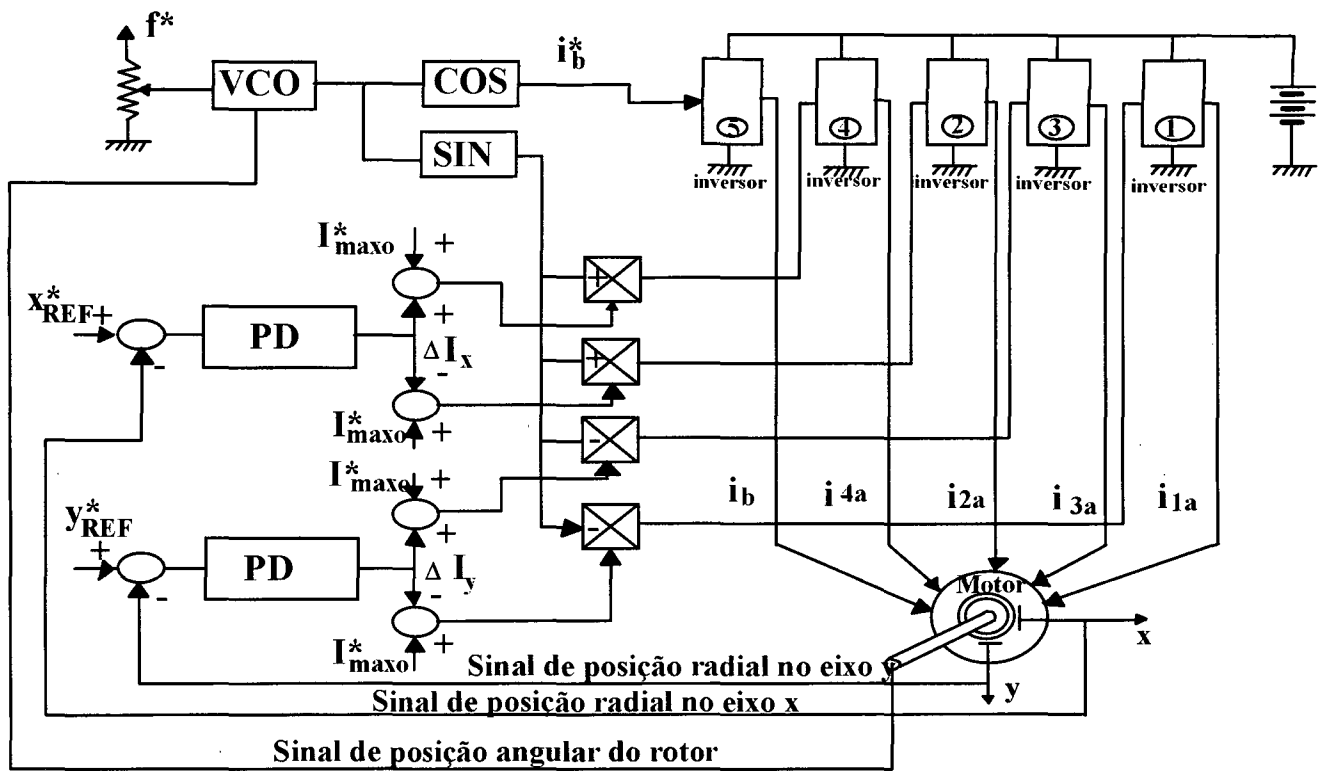 f*
VCO
COS
i*b
SIN
⑤
④
②
③
①
inversor
inversor
inversor
inversor
inversor
I*maxo
+
+
x*REF
+
-
PD
Δ Ix
-
I*maxo
+
+
+
-
-
I*maxo
+
+
y*REF
+
-
PD
Δ Iy
-
I*maxo
+
ib
i4a
i2a
i3a
i1a
Motor
x
y
Sinal de posição radial no eixo y
Sinal de posição radial no eixo x
Sinal de posição angular do rotor